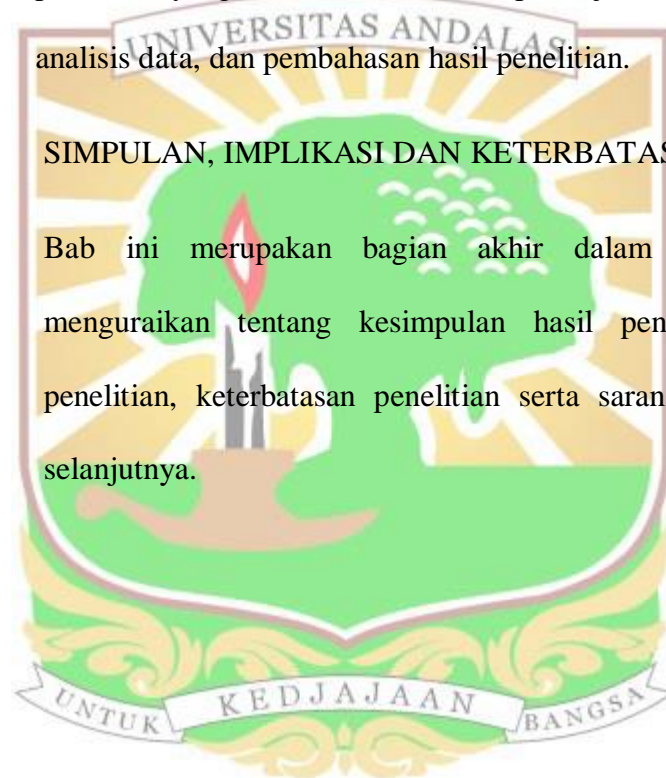 UNIVERSITAS ANDALAS
analisis data, dan pembahasan hasil penelitian.
SIMPULAN, IMPLIKASI DAN KETERBATAS
Bab ini merupakan bagian akhir dalam
menguraikan tentang kesimpulan hasil pen
penelitian, keterbatasan penelitian serta saran
selanjutnya.
UNTUK KEDJAJAAN BANGSA